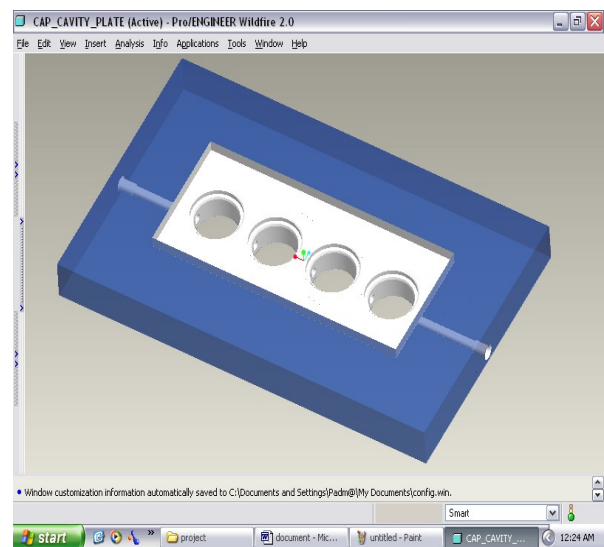 CAP_CAVITY_PLATE (Active) - Pro/ENGINEER Wildfire 2.0
File Edit View Insert Analysis Info Applications Tools Window Help
• Window customization information automatically saved to C:\Documents and Settings\Padm@\My Documents\config.win.
Smart
start » project document - Mic... untitled - Paint CAP_CAVITY_... 12:24 AM